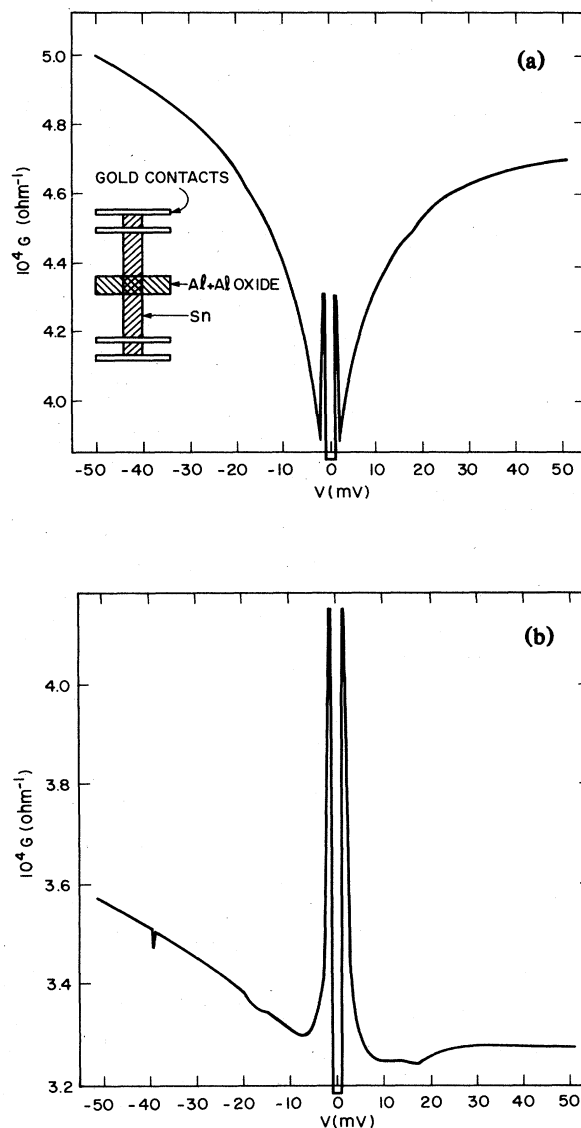 (a)
5.0
4.8
4.6
4.4
4.2
4.0
10⁴ G (ohm⁻¹)
GOLD CONTACTS
Aℓ+Aℓ OXIDE
Sn
-50 -40 -30 -20 -10 0 10 20 30 40 50
V(mV)
(b)
4.0
3.8
3.6
3.4
3.2
10⁴ G (ohm⁻¹)
-50 -40 -30 -20 -10 0 10 20 30 40 50
V(mV)